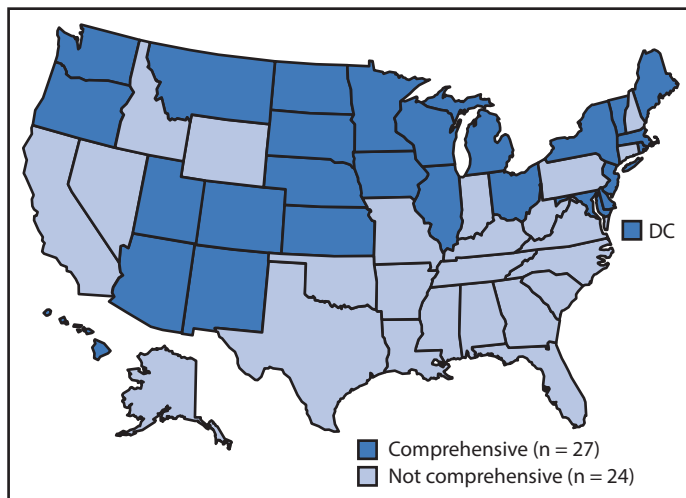 DC
Comprehensive (n = 27)
Not comprehensive (n = 24)